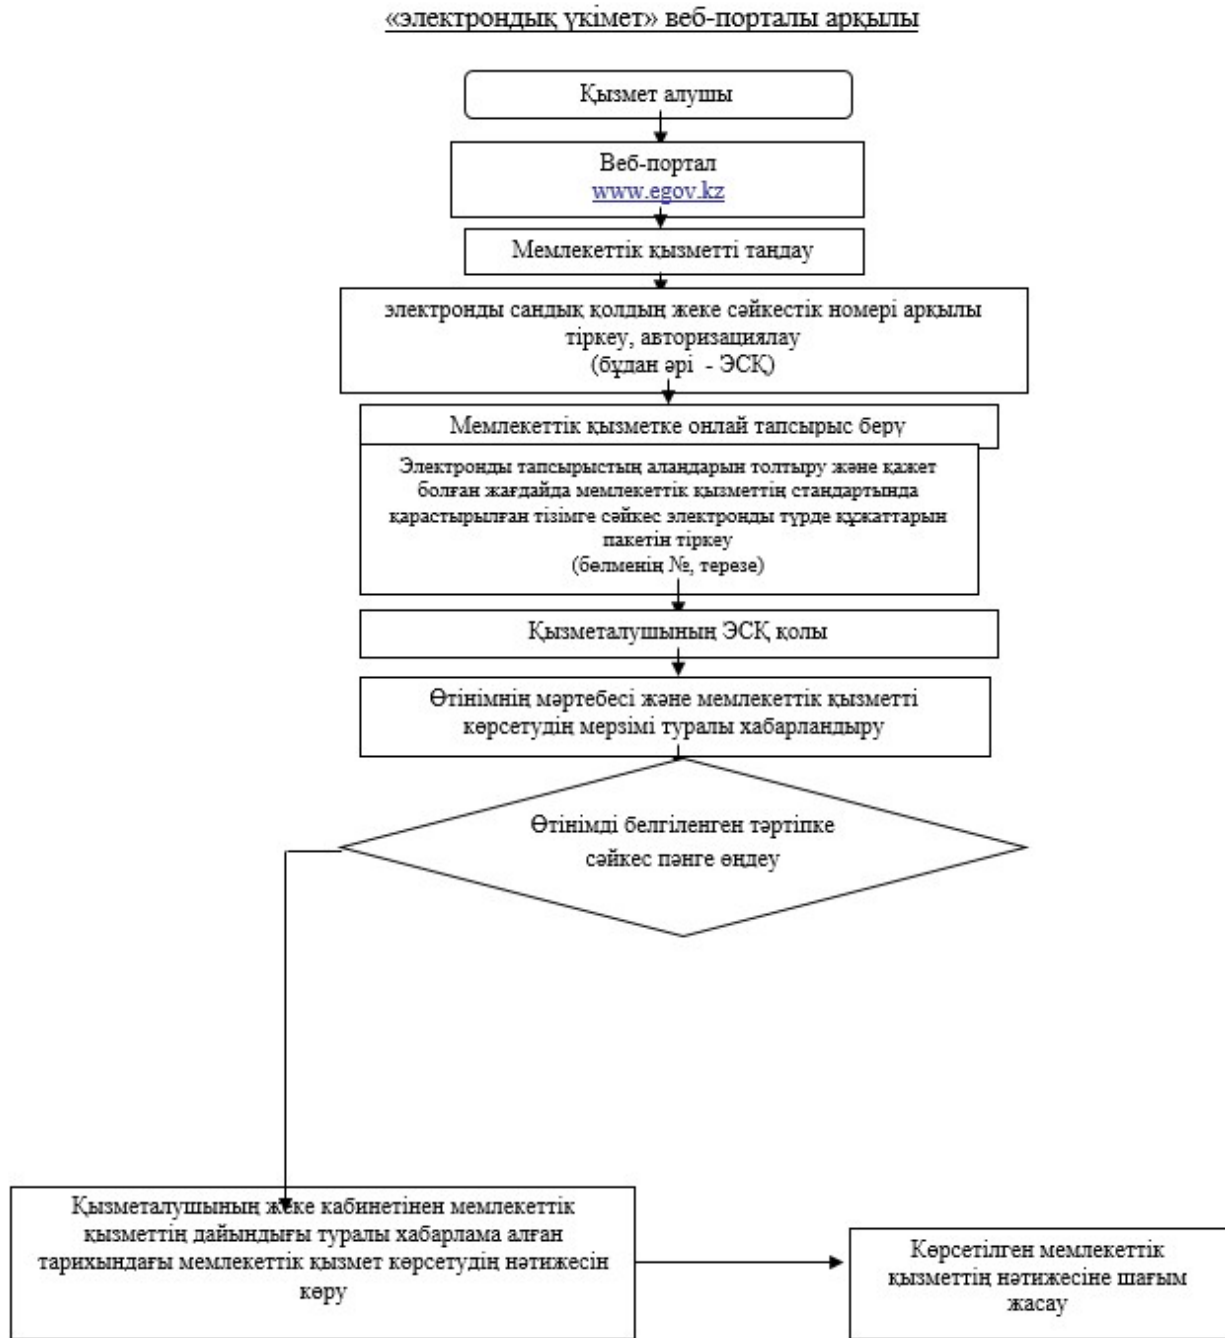 «электрондық үкімет» веб-порталы арқылы
Қызмет алушы
Веб-портал
www.egov.kz
Мемлекеттік қызметті таңдау
электронды сандық қолдың жеке сәйкестік номері арқылы
тіркеу, авторизациялау
(бұдан әрі - ЭСҚ)
Мемлекеттік қызметке онлай тапсырыс беру
Электронды тапсырыстың алаңдарын толтыру және қажет
болған жағдайда мемлекеттік қызметтің стандартында
қарастырылған тізімге сәйкес электронды түрде құжаттарын
пакетін тіркеу
(бөлменің №, терезе)
Қызметалушының ЭСҚ қолы
Өтінімнің мәртебесі және мемлекеттік қызметті
көрсетудің мерзімі туралы хабарландыру
Өтінімді белгіленген тәртіпке
сәйкес пәнге өңдеу
Қызметалушының жеке кабинетінен мемлекеттік
қызметтің дайындығы туралы хабарлама алған
тарихындағы мемлекеттік қызмет көрсетудің нәтижесін
көру
Көрсетілген мемлекеттік
қызметтің нәтижесіне шағым
жасау